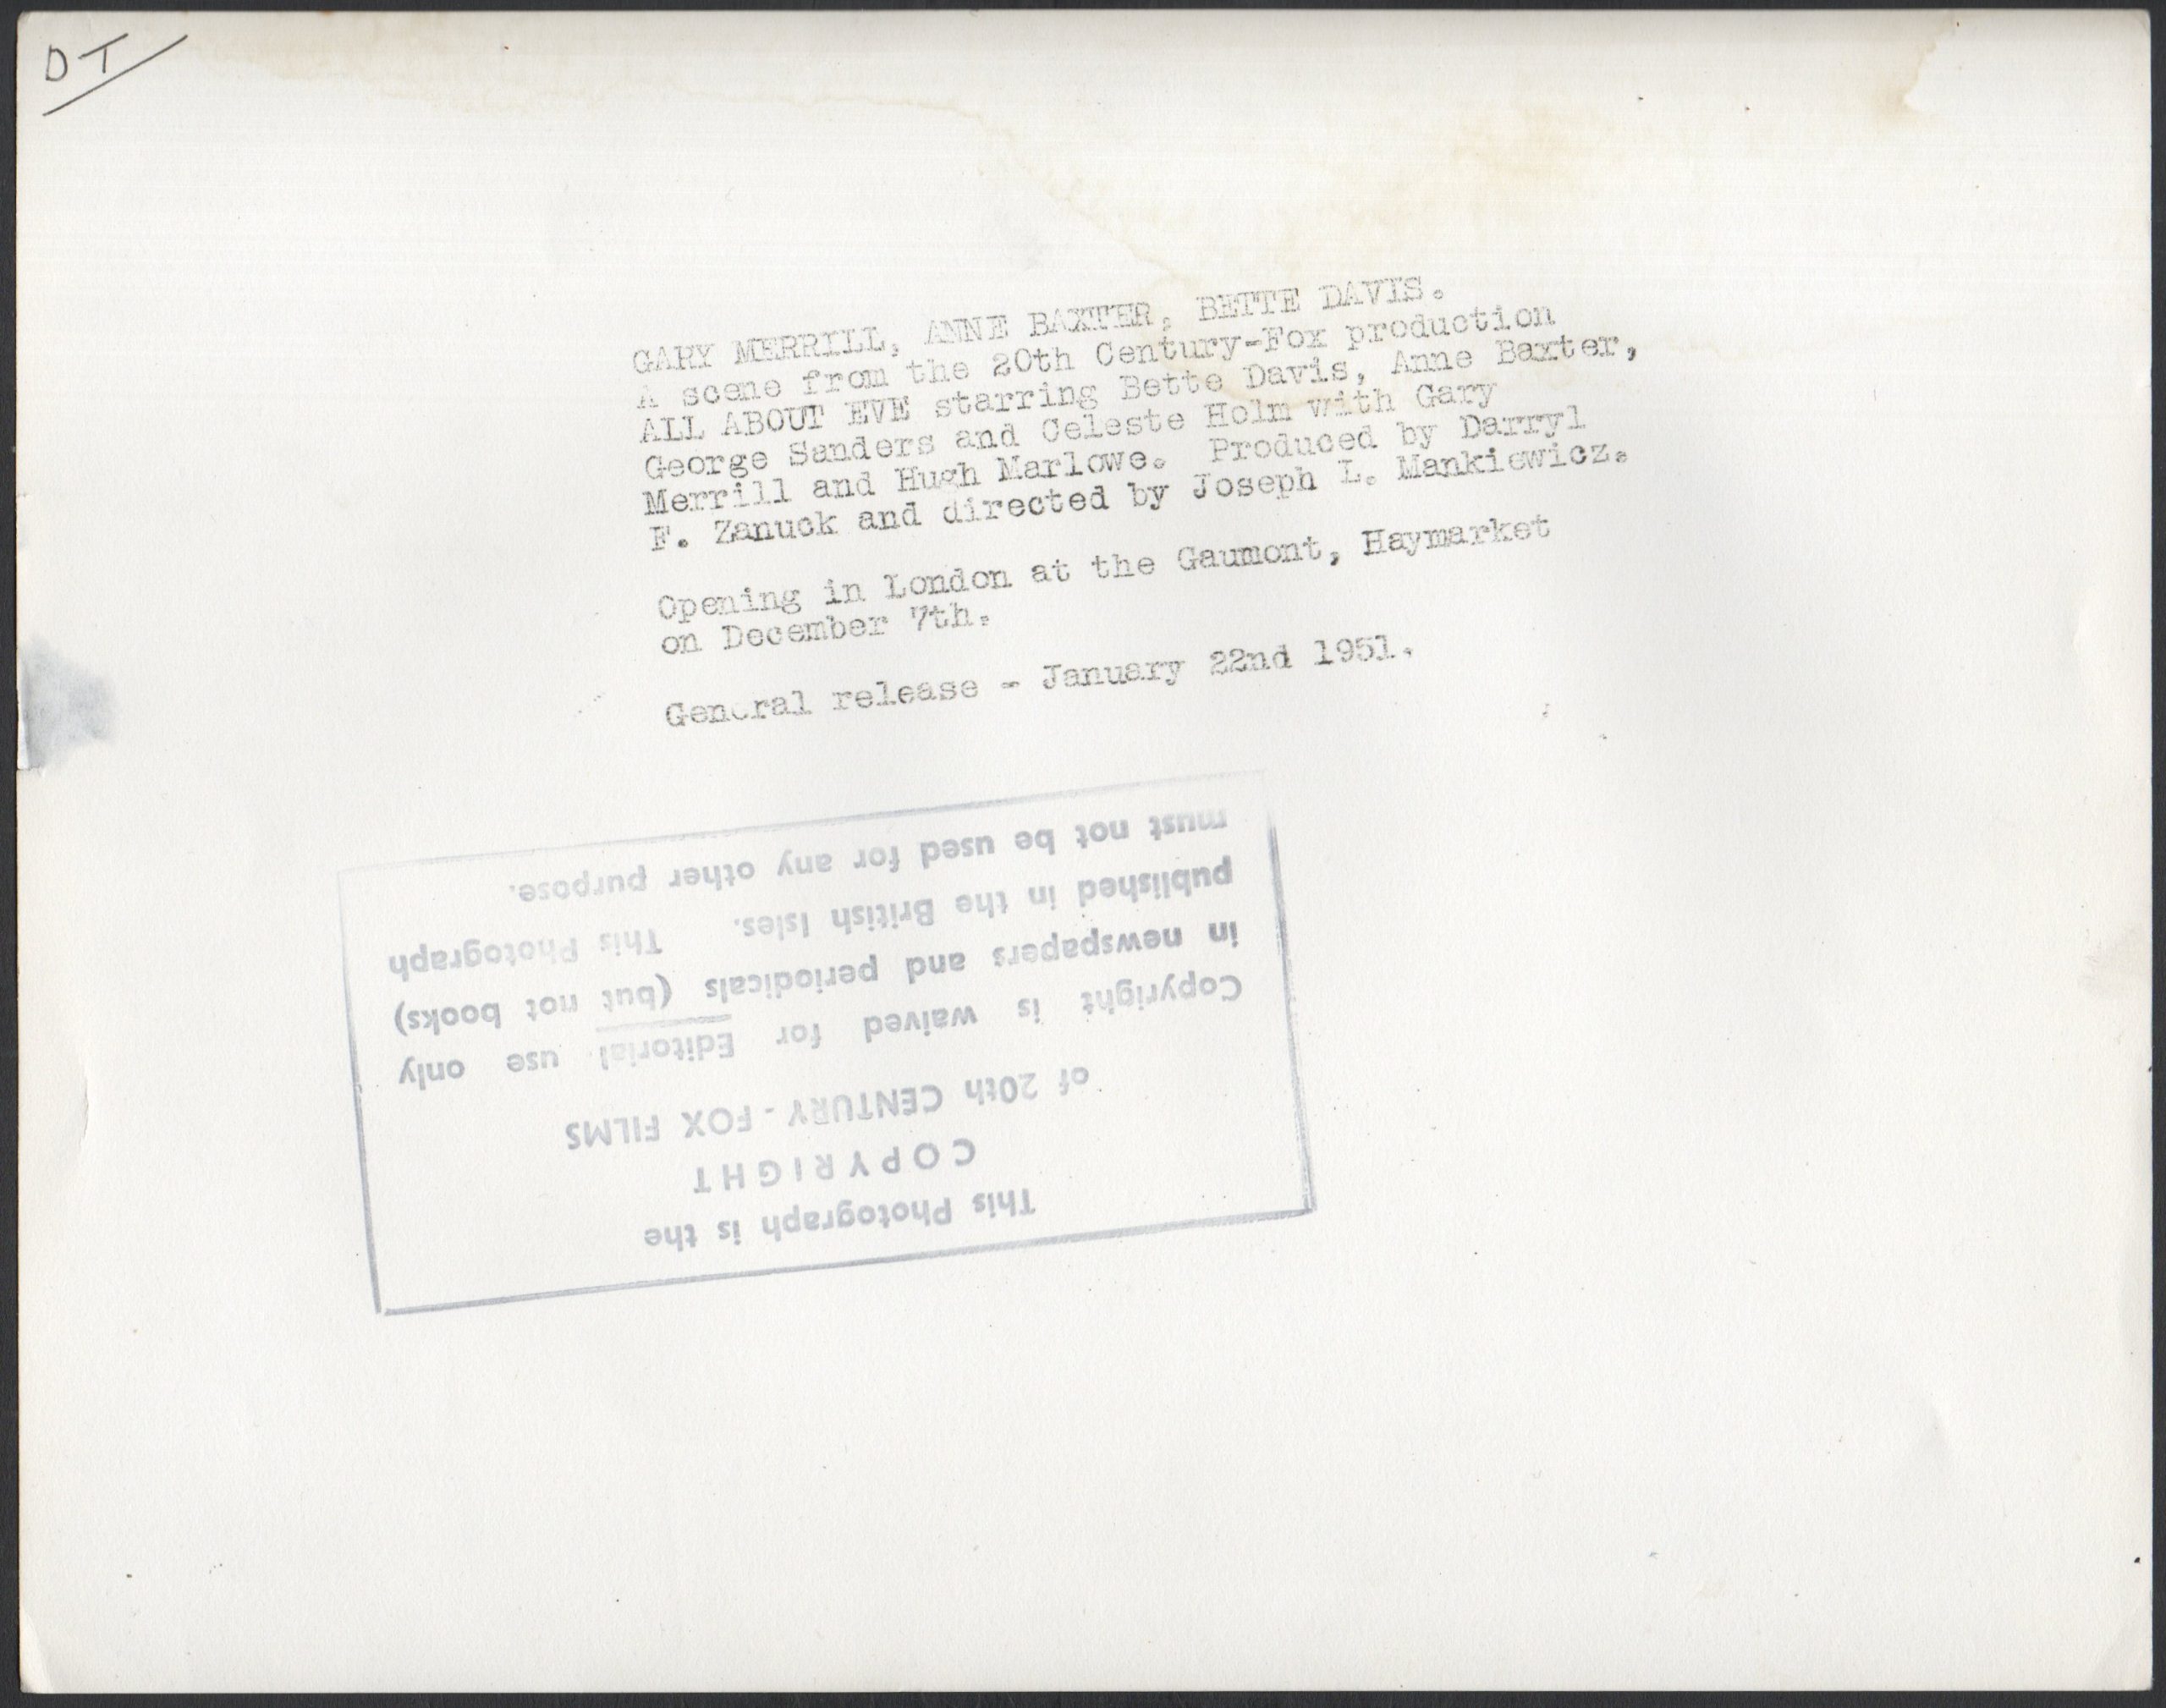 DT
GARY MERRILL, ANNE BAXTER, BETTE DAVIS.
A scene from the 20th Century-Fox production
ALL ABOUT EVE starring Bette Davis, Anne Baxter,
George Sanders and Celeste Holm with Gary
Merrill and Hugh Marlowe. Produced by Darryl
F. Zanuck and directed by Joseph L. Mankiewicz.
Opening in London at the Gaumont, Haymarket
on December 7th.
General release - January 22nd 1951.
This Photograph is the
COPYRIGHT
of 20th CENTURY - FOX FILMS
Copyright is waived for Editorial use only
in newspapers and periodicals (but not books)
published in the British Isles. This Photograph
must not be used for any other purpose.